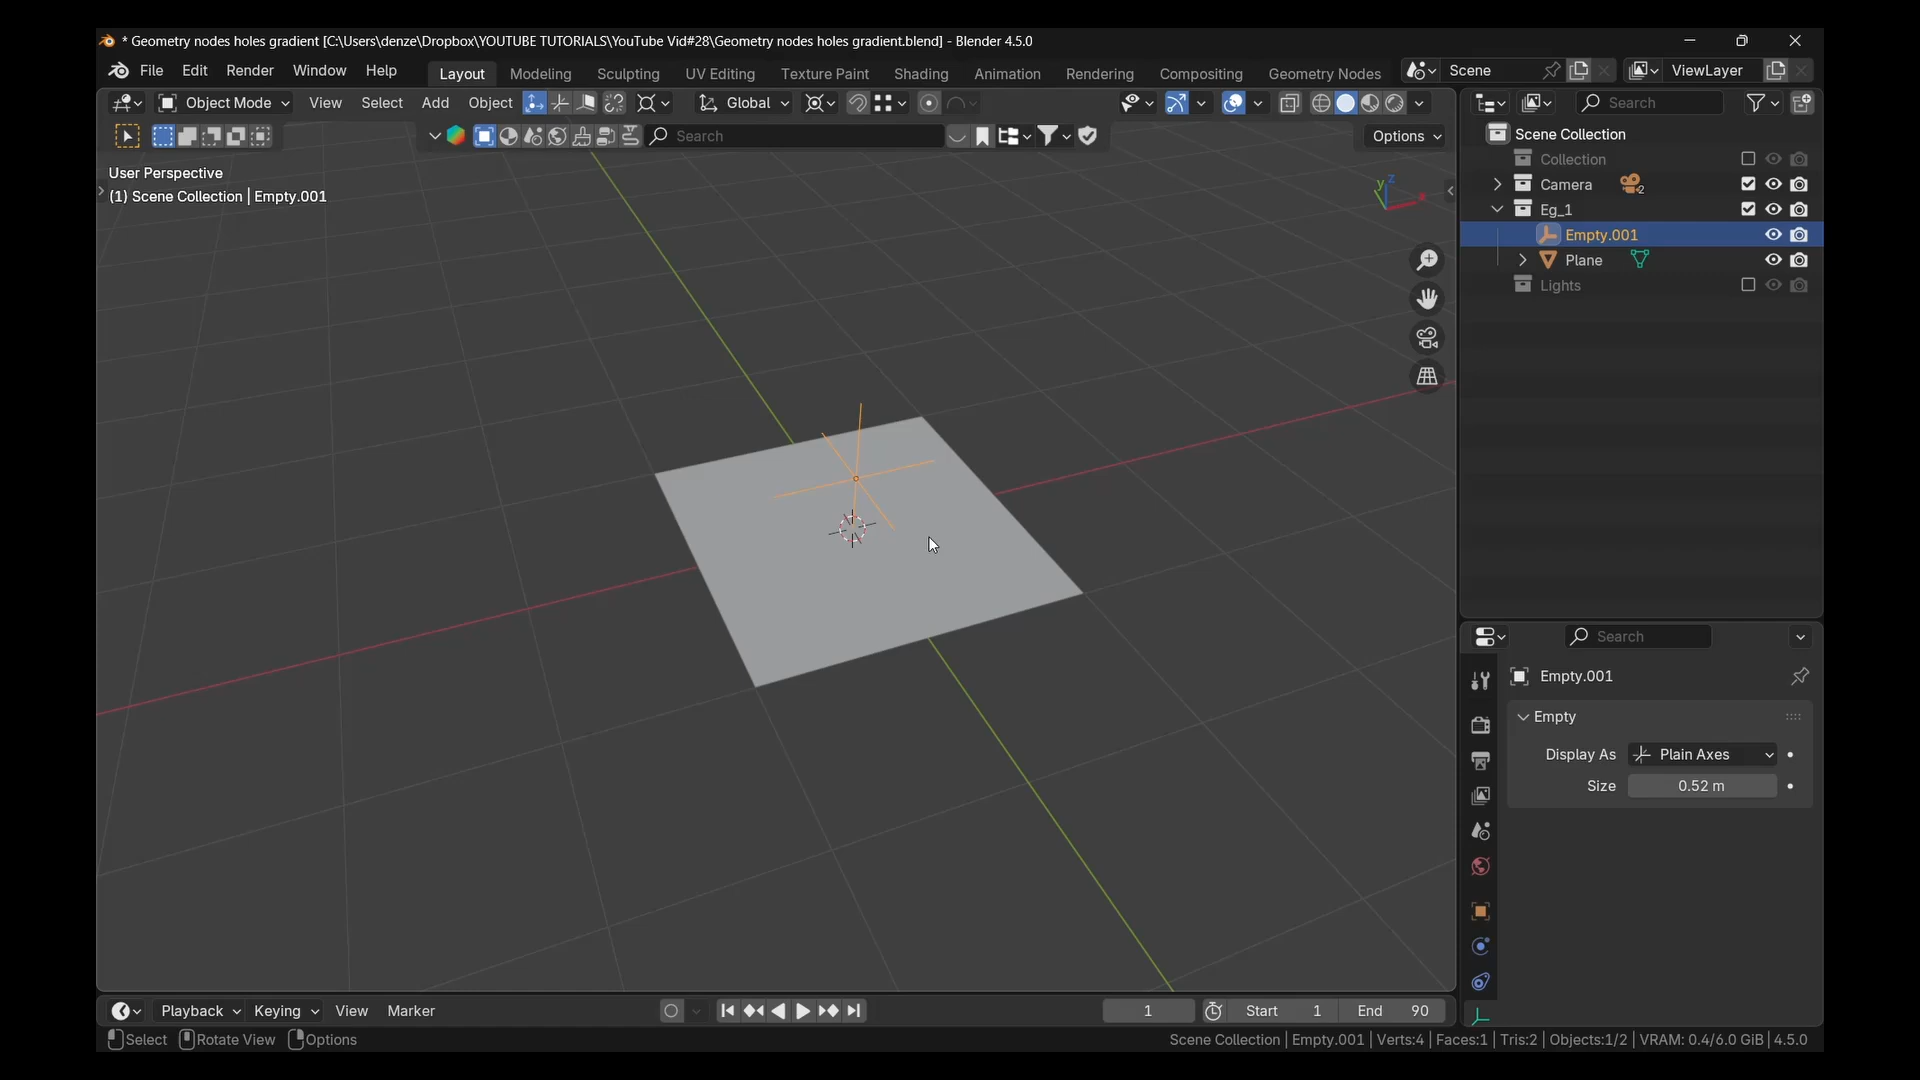 * Geometry nodes holes gradient [C:\Users\denze\Dropbox\YOUTUBE TUTORIALS\YouTube Vid#28\Geometry nodes holes gradient.blend] - Blender 4.5.0
File Edit Render Window Help Layout Modeling Sculpting UV Editing Texture Paint Shading Animation Rendering Compositing Geometry Nodes Scene ViewLayer
Object Mode View Select Add Object Global Search
Search Options
User Perspective
(1) Scene Collection | Empty.001
Y Z X
Scene Collection
Collection
Camera 2
Eg_1
Empty.001
Plane
Lights
Search
Empty.001
Empty
Display As Plain Axes
Size 0.52 m
Playback Keying View Marker 1 Start 1 End 90
Select Rotate View Options Scene Collection | Empty.001 | Verts:4 | Faces:1 | Tris:2 | Objects:1/2 | VRAM: 0.4/6.0 GiB | 4.5.0